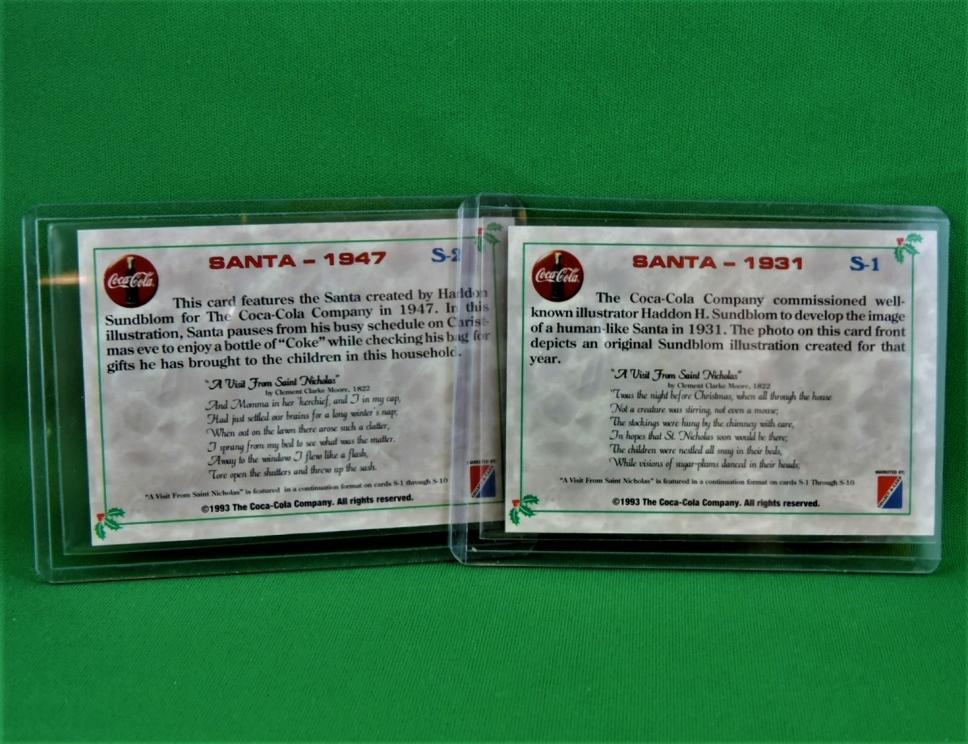 Coca-Cola
SANTA – 1947
S-2
This card features the Santa created by Haddon
Sundblom for The Coca-Cola Company in 1947. In this
illustration, Santa pauses from his busy schedule on Christ-
mas eve to enjoy a bottle of “Coke” while checking his bag for
gifts he has brought to the children in this household.
"A Visit From Saint Nicholas"
by Clement Clarke Moore, 1822
And Momma in her 'kerchief, and I in my cap,
Had just settled our brains for a long winter's nap;
When out on the lawn there arose such a clatter,
I sprang from my bed to see what was the matter.
Away to the window I flew like a flash,
Tore open the shutters and threw up the sash.
"A Visit From Saint Nicholas" is featured in a continuation format on cards S-1 through S-10
©1993 The Coca-Cola Company. All rights reserved.
Coca-Cola
SANTA – 1931
S-1
The Coca-Cola Company commissioned well-
known illustrator Haddon H. Sundblom to develop the image
of a human-like Santa in 1931. The photo on this card front
depicts an original Sundblom illustration created for that
year.
"A Visit From Saint Nicholas"
by Clement Clarke Moore, 1822
'Twas the night before Christmas, when all through the house
Not a creature was stirring, not even a mouse;
The stockings were hung by the chimney with care,
In hopes that St. Nicholas soon would be there;
The children were nestled all snug in their beds,
While visions of sugar-plums danced in their heads;
"A Visit From Saint Nicholas" is featured in a continuation format on cards S-1 Through S-10
MARKETED BY:
©1993 The Coca-Cola Company. All rights reserved.